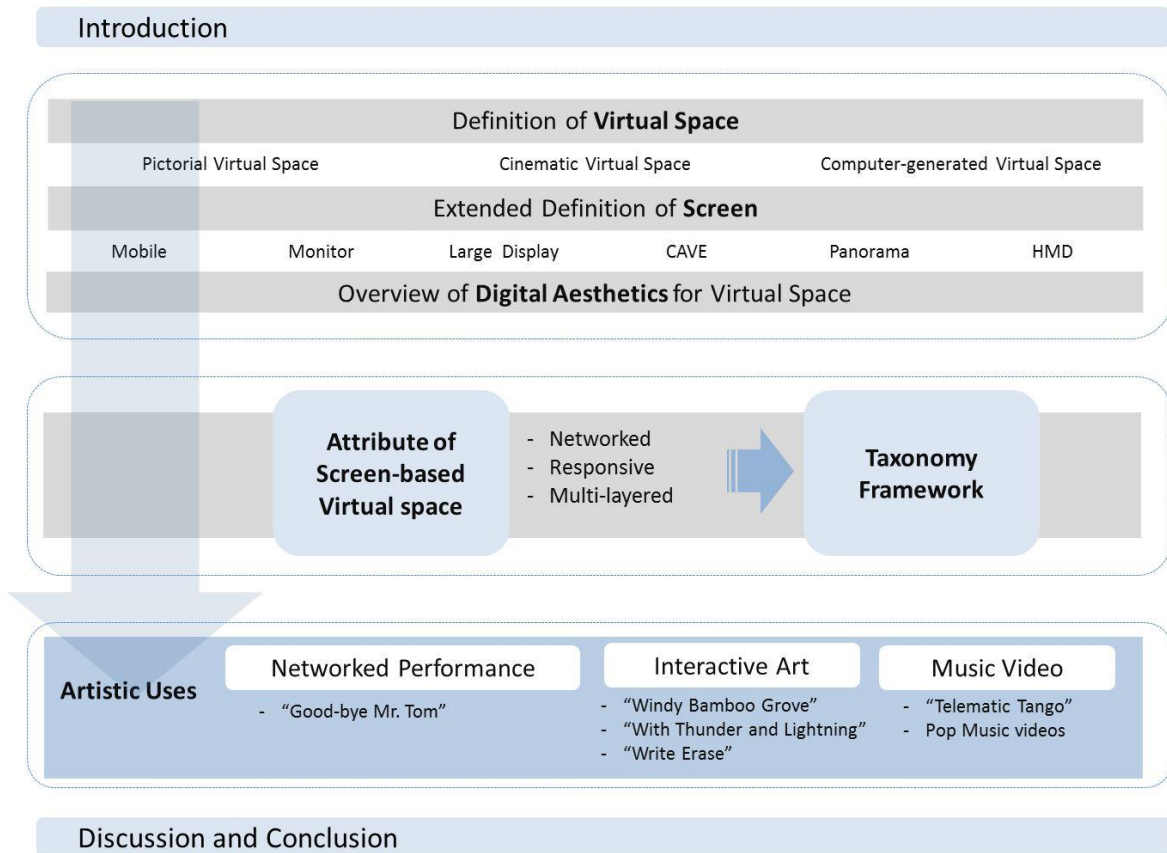 Introduction
Definition of Virtual Space
Pictorial Virtual Space
Cinematic Virtual Space
Computer-generated Virtual Space
Extended Definition of Screen
Mobile
Monitor
Large Display
CAVE
Panorama
HMD
Overview of Digital Aesthetics for Virtual Space
Attribute of
Screen-based
Virtual space
- Networked
- Responsive
- Multi-layered
Taxonomy
Framework
Artistic Uses
Networked Performance
- “Good-bye Mr. Tom”
Interactive Art
- “Windy Bamboo Grove”
- “With Thunder and Lightning”
- “Write Erase”
Music Video
- “Telematic Tango”
- Pop Music videos
Discussion and Conclusion